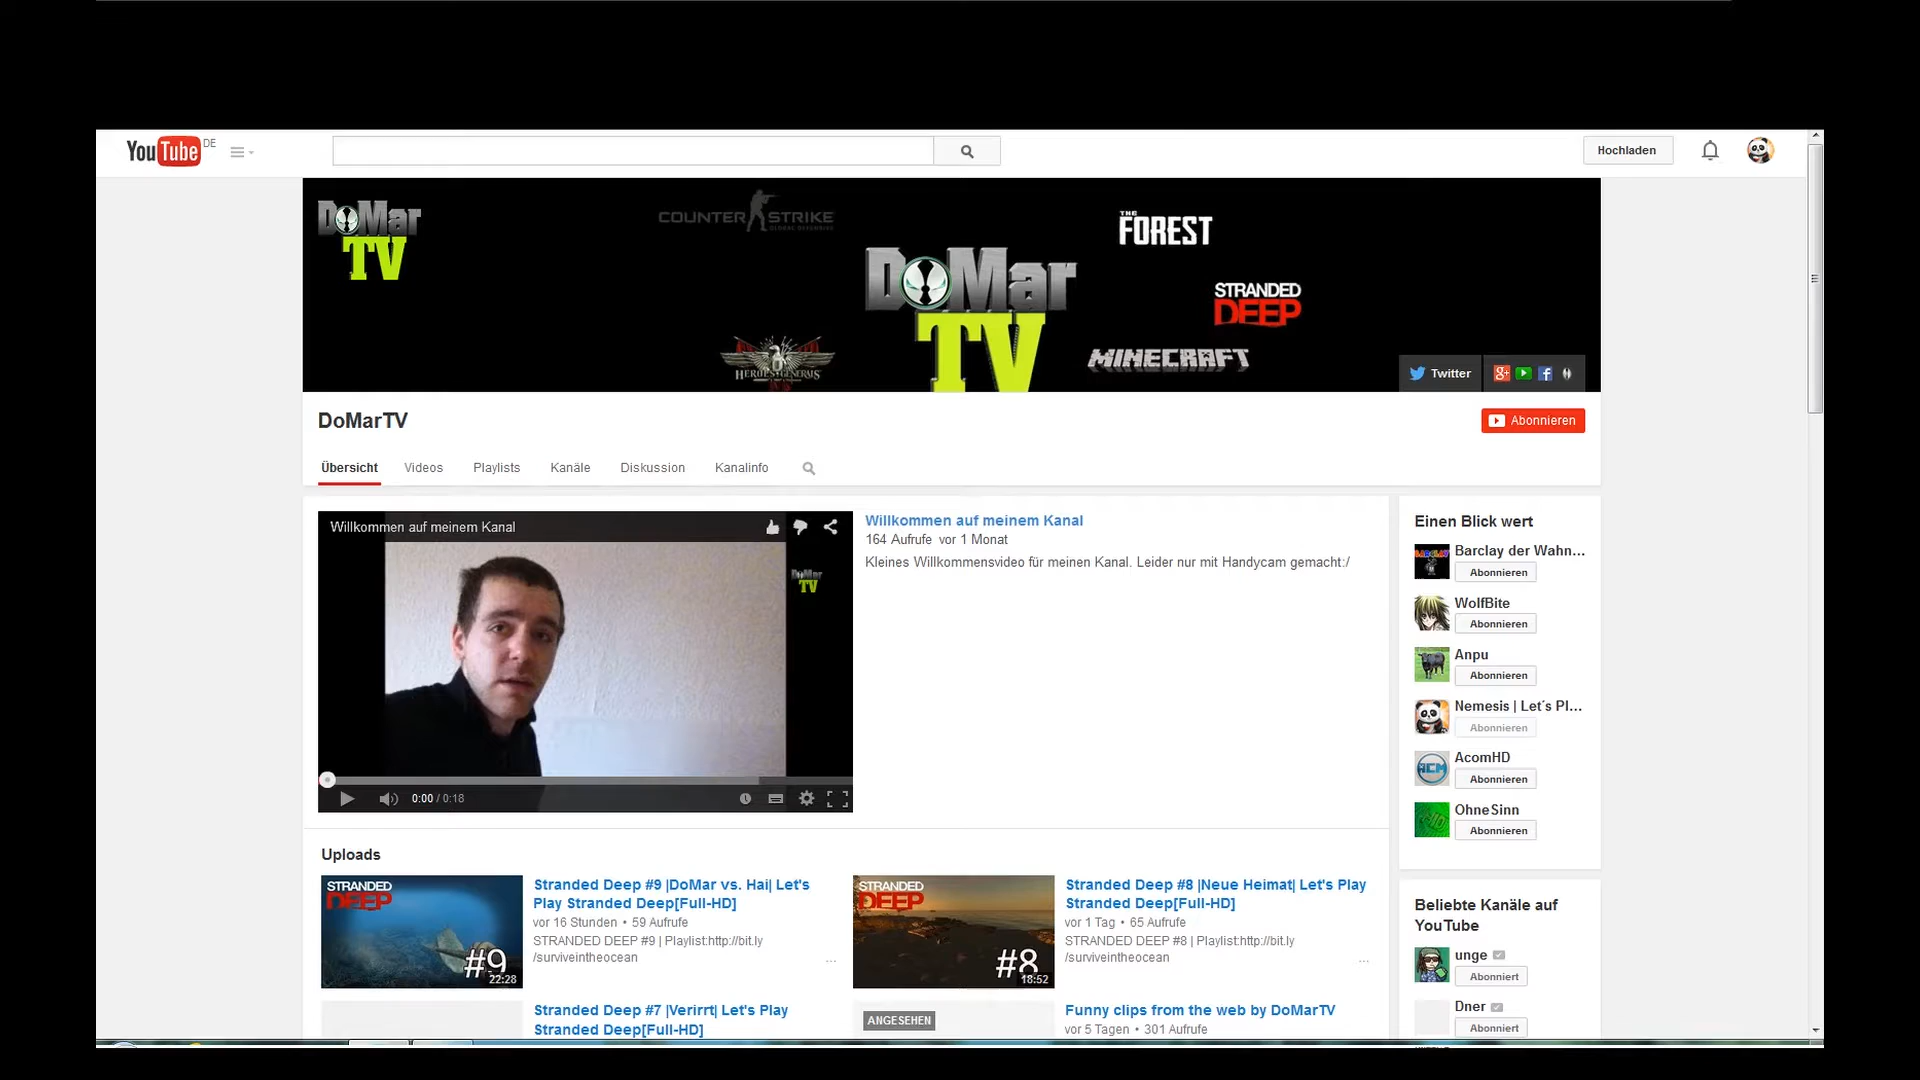 YouTube DE
Hochladen
DoMar
TV
COUNTER STRIKE
GLOBAL OFFENSIVE
THE
FOREST
DoMar
TV
STRANDED
DEEP
HEROES & GENERALS
MINECRAFT
Twitter
DoMarTV
Abonnieren
Übersicht Videos Playlists Kanäle Diskussion Kanalinfo
Willkommen auf meinem Kanal
DoMar
TV
0:00 / 0:18
Willkommen auf meinem Kanal
164 Aufrufe vor 1 Monat
Kleines Willkommensvideo für meinen Kanal. Leider nur mit Handycam gemacht:/
Uploads
STRANDED
DEEP
#9
22:28
Stranded Deep #9 |DoMar vs. Hai| Let's
Play Stranded Deep[Full-HD]
vor 16 Stunden • 59 Aufrufe
STRANDED DEEP #9 | Playlist:http://bit.ly
/surviveintheocean
...
STRANDED
DEEP
#8
18:52
Stranded Deep #8 |Neue Heimat| Let's Play
Stranded Deep[Full-HD]
vor 1 Tag • 65 Aufrufe
STRANDED DEEP #8 | Playlist:http://bit.ly
/surviveintheocean
...
Stranded Deep #7 |Verirrt| Let's Play
Stranded Deep[Full-HD]
ANGESEHEN
Funny clips from the web by DoMarTV
vor 5 Tagen • 301 Aufrufe
Einen Blick wert
Barclay der Wahn...
Abonnieren
WolfBite
Abonnieren
Anpu
Abonnieren
Nemesis | Let´s Pl...
Abonnieren
AcomHD
Abonnieren
OhneSinn
Abonnieren
Beliebte Kanäle auf
YouTube
unge
Abonniert
Dner
Abonniert